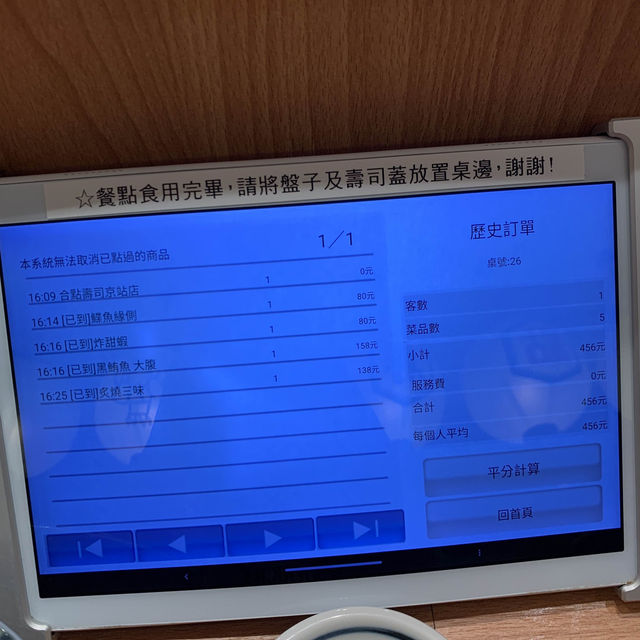 ☆餐點食用完畢，請將盤子及壽司蓋放置桌邊，謝謝！
1/1
本系統無法取消已點過的商品
16:09 合點壽司京站店 1 0元
16:14 [已到]鰈魚緣側 1 80元
16:16 [已到]炸甜蝦 1 80元
16:16 [已到]黑鮪魚 大腹 1 158元
16:25 [已到]炙燒三味 1 138元
歷史訂單
桌號:26
客數 1
菜品數 5
小計 456元
服務費 0元
合計 456元
每個人平均 456元
平分計算
回首頁